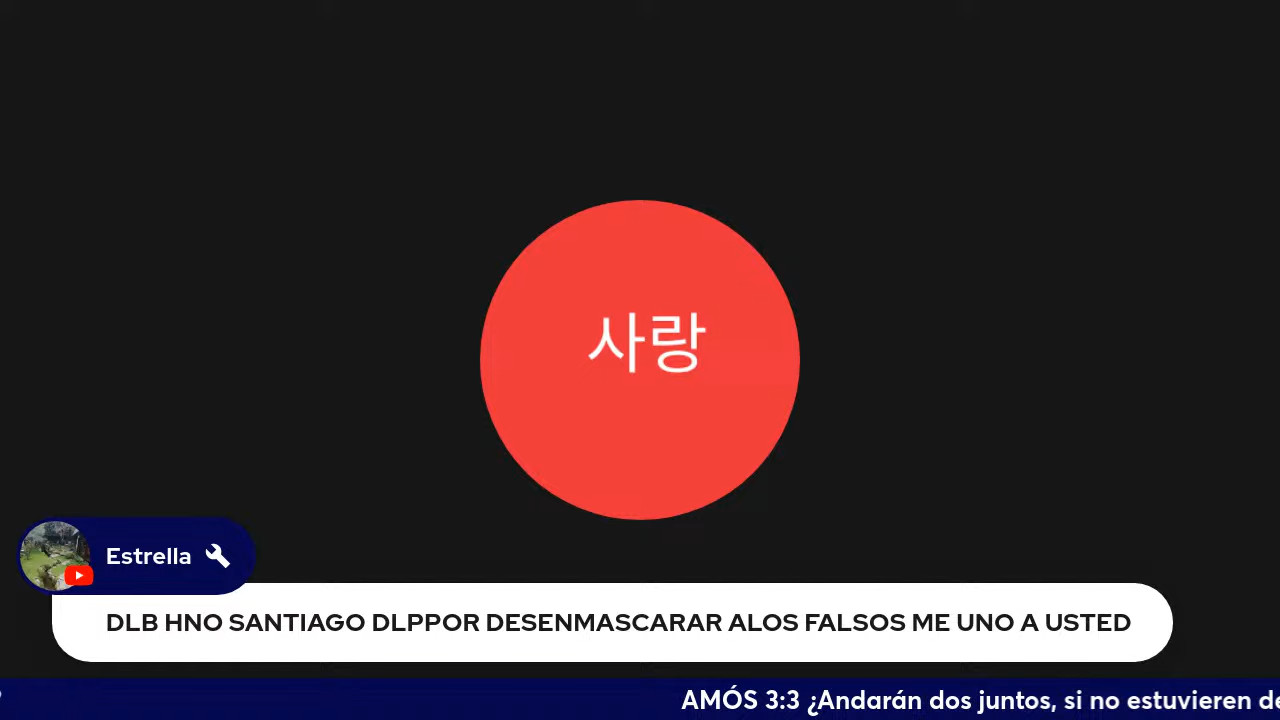 사랑
Estrella
DLB HNO SANTIAGO DLPPOR DESENMASCARAR ALOS FALSOS ME UNO A USTED
AMÓS 3:3 ¿Andarán dos juntos, si no estuvieren de